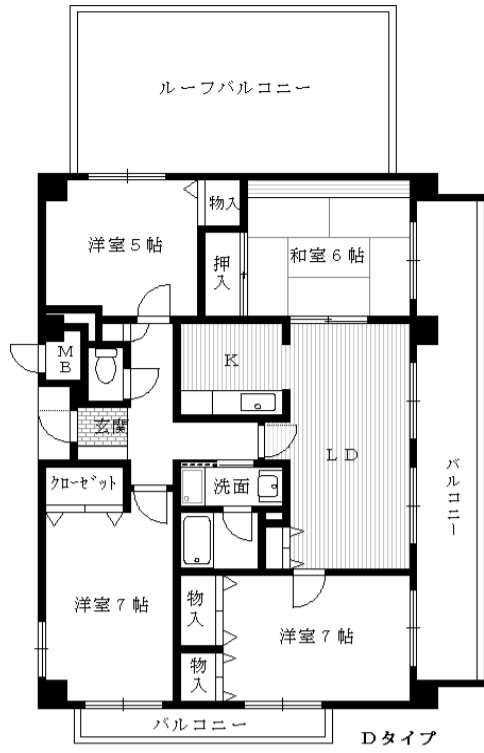 ルーフバルコニー
物入
洋室5帖
押入
和室6帖
MB
K
玄関
LD
クローゼット
洗面
バルコニー
物入
洋室7帖
洋室7帖
物入
バルコニー
Dタイプ